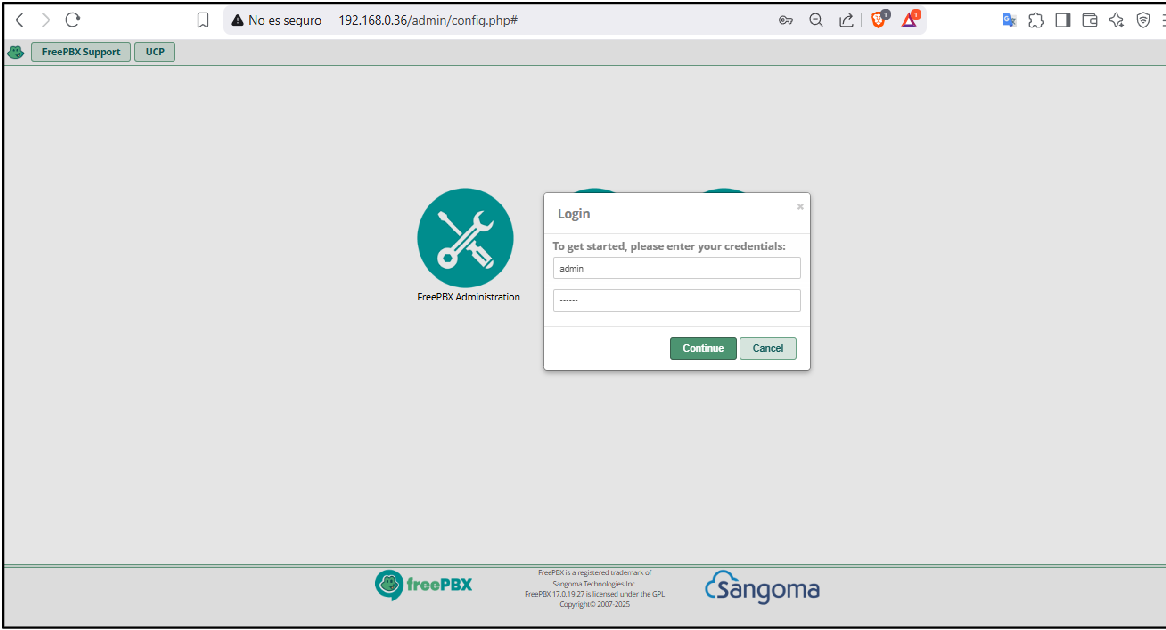 No es seguro 192.168.0.36/admin/config.php#
1
1
FreePBX Support UCP
FreePBX Administration
Login
×
To get started, please enter your credentials:
admin
Continue Cancel
freePBX
FreePBX is a registered trademark of
Sangoma Technologies Inc.
FreePBX 17.0.19.27 is licensed under the GPL
Copyright© 2007-2025
Sangoma